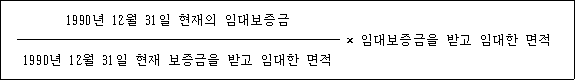 1990년 12월 31일 현재의 임대보증금
× 임대보증금을 받고 임대한 면적
1990년 12월 31일 현재 보증금을 받고 임대한 면적